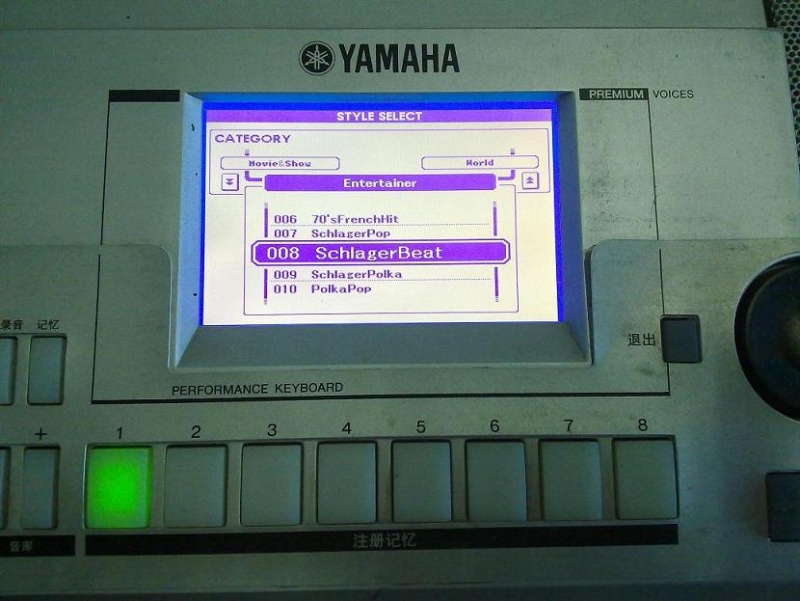 YAMAHA
PREMIUM VOICES
STYLE SELECT
CATEGORY
Movie&Show
World
Entertainer
006 70'sFrenchHit
007 SchlagerPop
008 SchlagerBeat
009 SchlagerPolka
010 PolkaPop
录音 记忆
退出
PERFORMANCE KEYBOARD
+ 1 2 3 4 5 6 7 8
音库
注册记忆